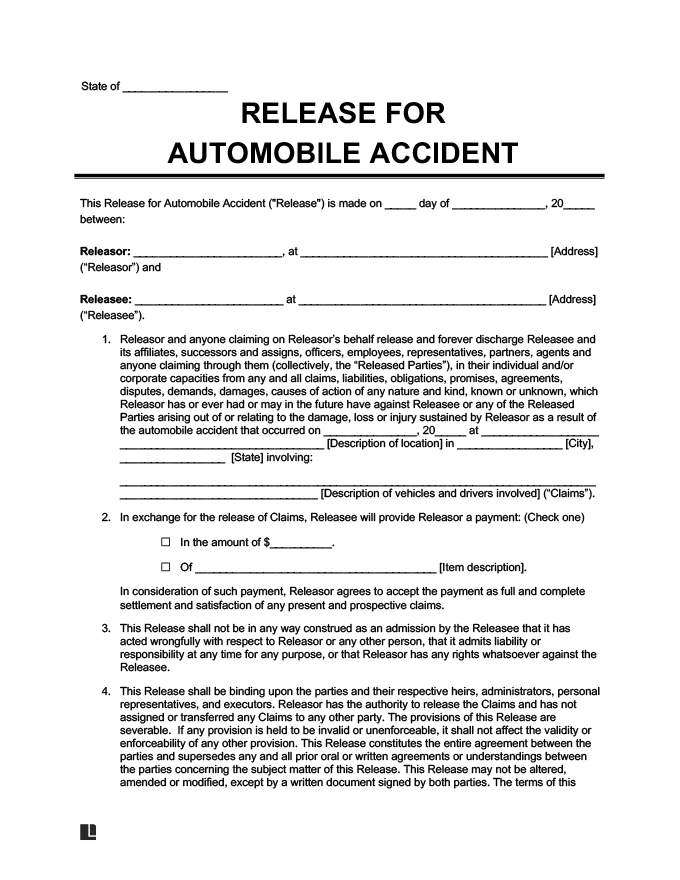 State of _________________
RELEASE FOR
AUTOMOBILE ACCIDENT
This Release for Automobile Accident ("Release") is made on _____ day of _______________, 20_____
between:
Releasor: ________________________, at ________________________________________ [Address]
(“Releasor”) and
Releasee: ________________________ at ________________________________________ [Address]
(“Releasee”).
1. Releasor and anyone claiming on Releasor’s behalf release and forever discharge Releasee and
its affiliates, successors and assigns, officers, employees, representatives, partners, agents and
anyone claiming through them (collectively, the “Released Parties”), in their individual and/or
corporate capacities from any and all claims, liabilities, obligations, promises, agreements,
disputes, demands, damages, causes of action of any nature and kind, known or unknown, which
Releasor has or ever had or may in the future have against Releasee or any of the Released
Parties arising out of or relating to the damage, loss or injury sustained by Releasor as a result of
the automobile accident that occurred on _______________, 20_____ at ___________________
_________________________________ [Description of location] in _________________ [City],
_________________ [State] involving:
_____________________________________________________________________________
________________________________ [Description of vehicles and drivers involved] (“Claims”).
2. In exchange for the release of Claims, Releasee will provide Releasor a payment: (Check one)
☐ In the amount of $__________.
☐ Of _______________________________________ [Item description].
In consideration of such payment, Releasor agrees to accept the payment as full and complete
settlement and satisfaction of any present and prospective claims.
3. This Release shall not be in any way construed as an admission by the Releasee that it has
acted wrongfully with respect to Releasor or any other person, that it admits liability or
responsibility at any time for any purpose, or that Releasor has any rights whatsoever against the
Releasee.
4. This Release shall be binding upon the parties and their respective heirs, administrators, personal
representatives, and executors. Releasor has the authority to release the Claims and has not
assigned or transferred any Claims to any other party. The provisions of this Release are
severable.  If any provision is held to be invalid or unenforceable, it shall not affect the validity or
enforceability of any other provision. This Release constitutes the entire agreement between the
parties and supersedes any and all prior oral or written agreements or understandings between
the parties concerning the subject matter of this Release. This Release may not be altered,
amended or modified, except by a written document signed by both parties. The terms of this